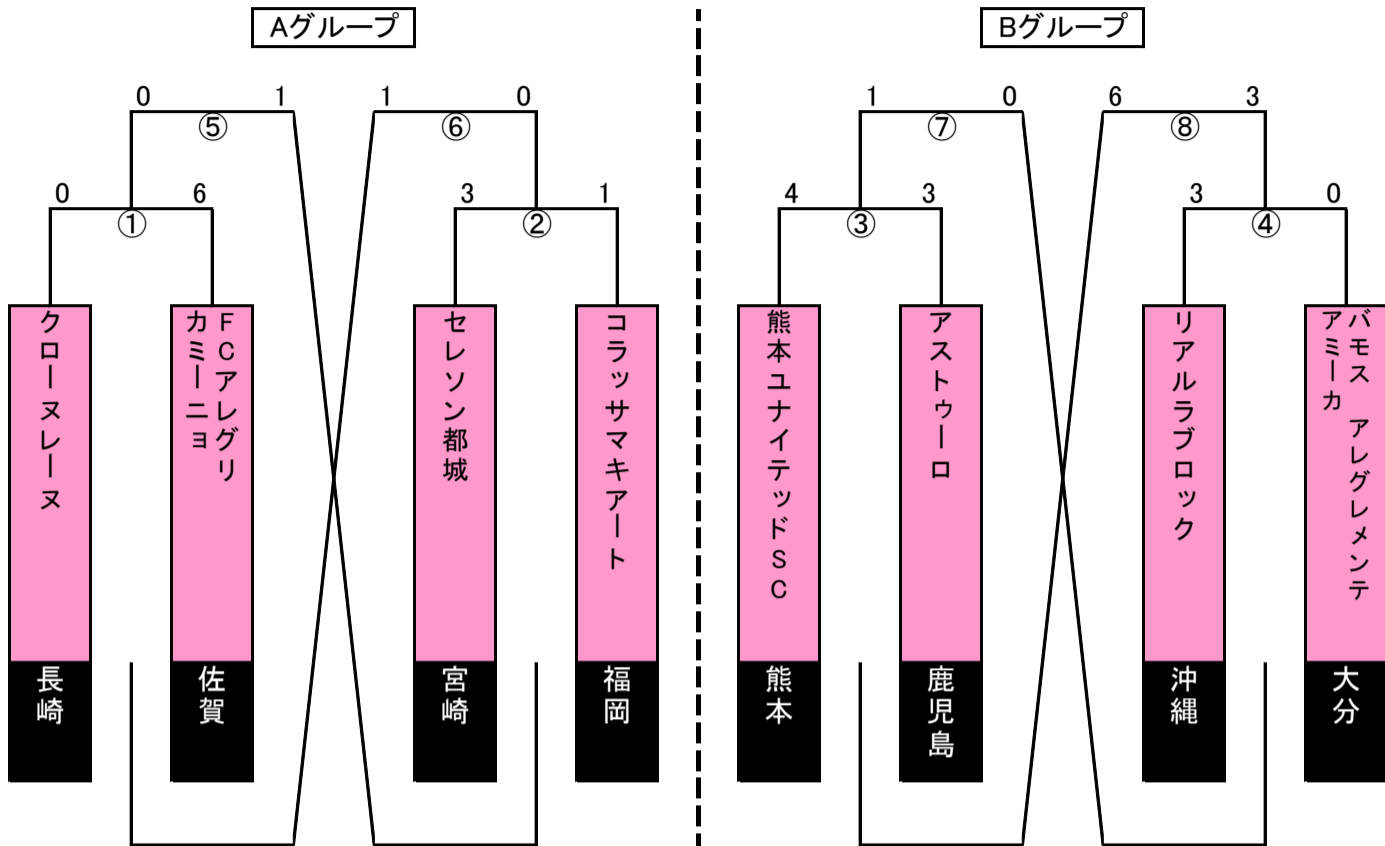 Aグループ
Bグループ
0 1 1 0 1 0 6 3
⑤ ⑥ ⑦ ⑧
0 6 3 1 4 3 3 0
① ② ③ ④
クローヌレーヌ
FCアレグリ
カミーニョ
セレソン都城
コラッサマキアート
熊本ユナイテッドSC
アストゥーロ
リアルラブロック
バモス アレグレメンテ
アミーカ
長崎
佐賀
宮崎
福岡
熊本
鹿児島
沖縄
大分